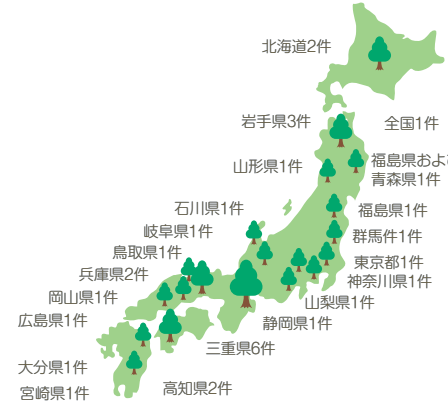 北海道2件
岩手県3件
全国1件
山形県1件
福島県およ
青森県1件
石川県1件
福島県1件
岐阜県1件
群馬件1件
鳥取県1件
東京都1件
兵庫県2件
神奈川県1件
岡山県1件
山梨県1件
広島県1件
静岡県1件
三重県6件
大分県1件
宮崎県1件
高知県2件